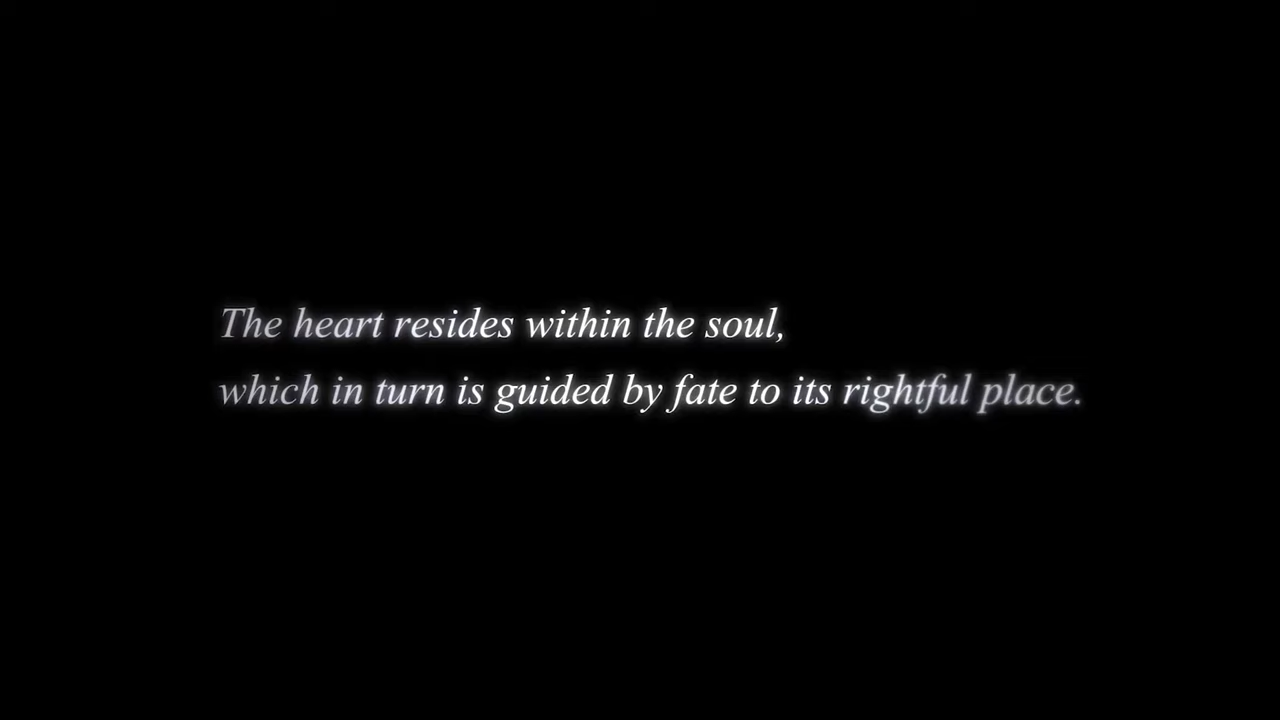 The heart resides within the soul,
which in turn is guided by fate to its rightful place.